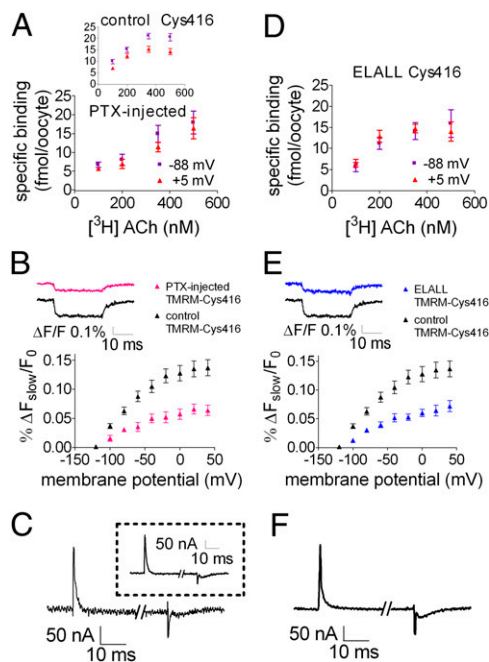 A
control Cys416
25
20
15
10
5
0
0 200 400 600
PTX-injected
specific binding
(fmol/oocyte)
25
20
15
10
5
0
-88 mV
+5 mV
0 200 400 600
[³H] ACh (nM)
D
ELALL Cys416
specific binding
(fmol/oocyte)
25
20
15
10
5
0
-88 mV
+5 mV
0 200 400 600
[³H] ACh (nM)
B
PTX-injected
TMRM-Cys416
control
TMRM-Cys416
ΔF/F 0.1%
10 ms
% ΔFslow/F0
0.15
0.10
0.05
0.00
-150 -100 -50 0 50
membrane potential (mV)
E
ELALL
TMRM-Cys416
control
TMRM-Cys416
ΔF/F 0.1%
10 ms
% ΔFslow/F0
0.15
0.10
0.05
0.00
-150 -100 -50 0 50
membrane potential (mV)
C
50 nA
10 ms
50 nA
10 ms
F
50 nA
10 ms